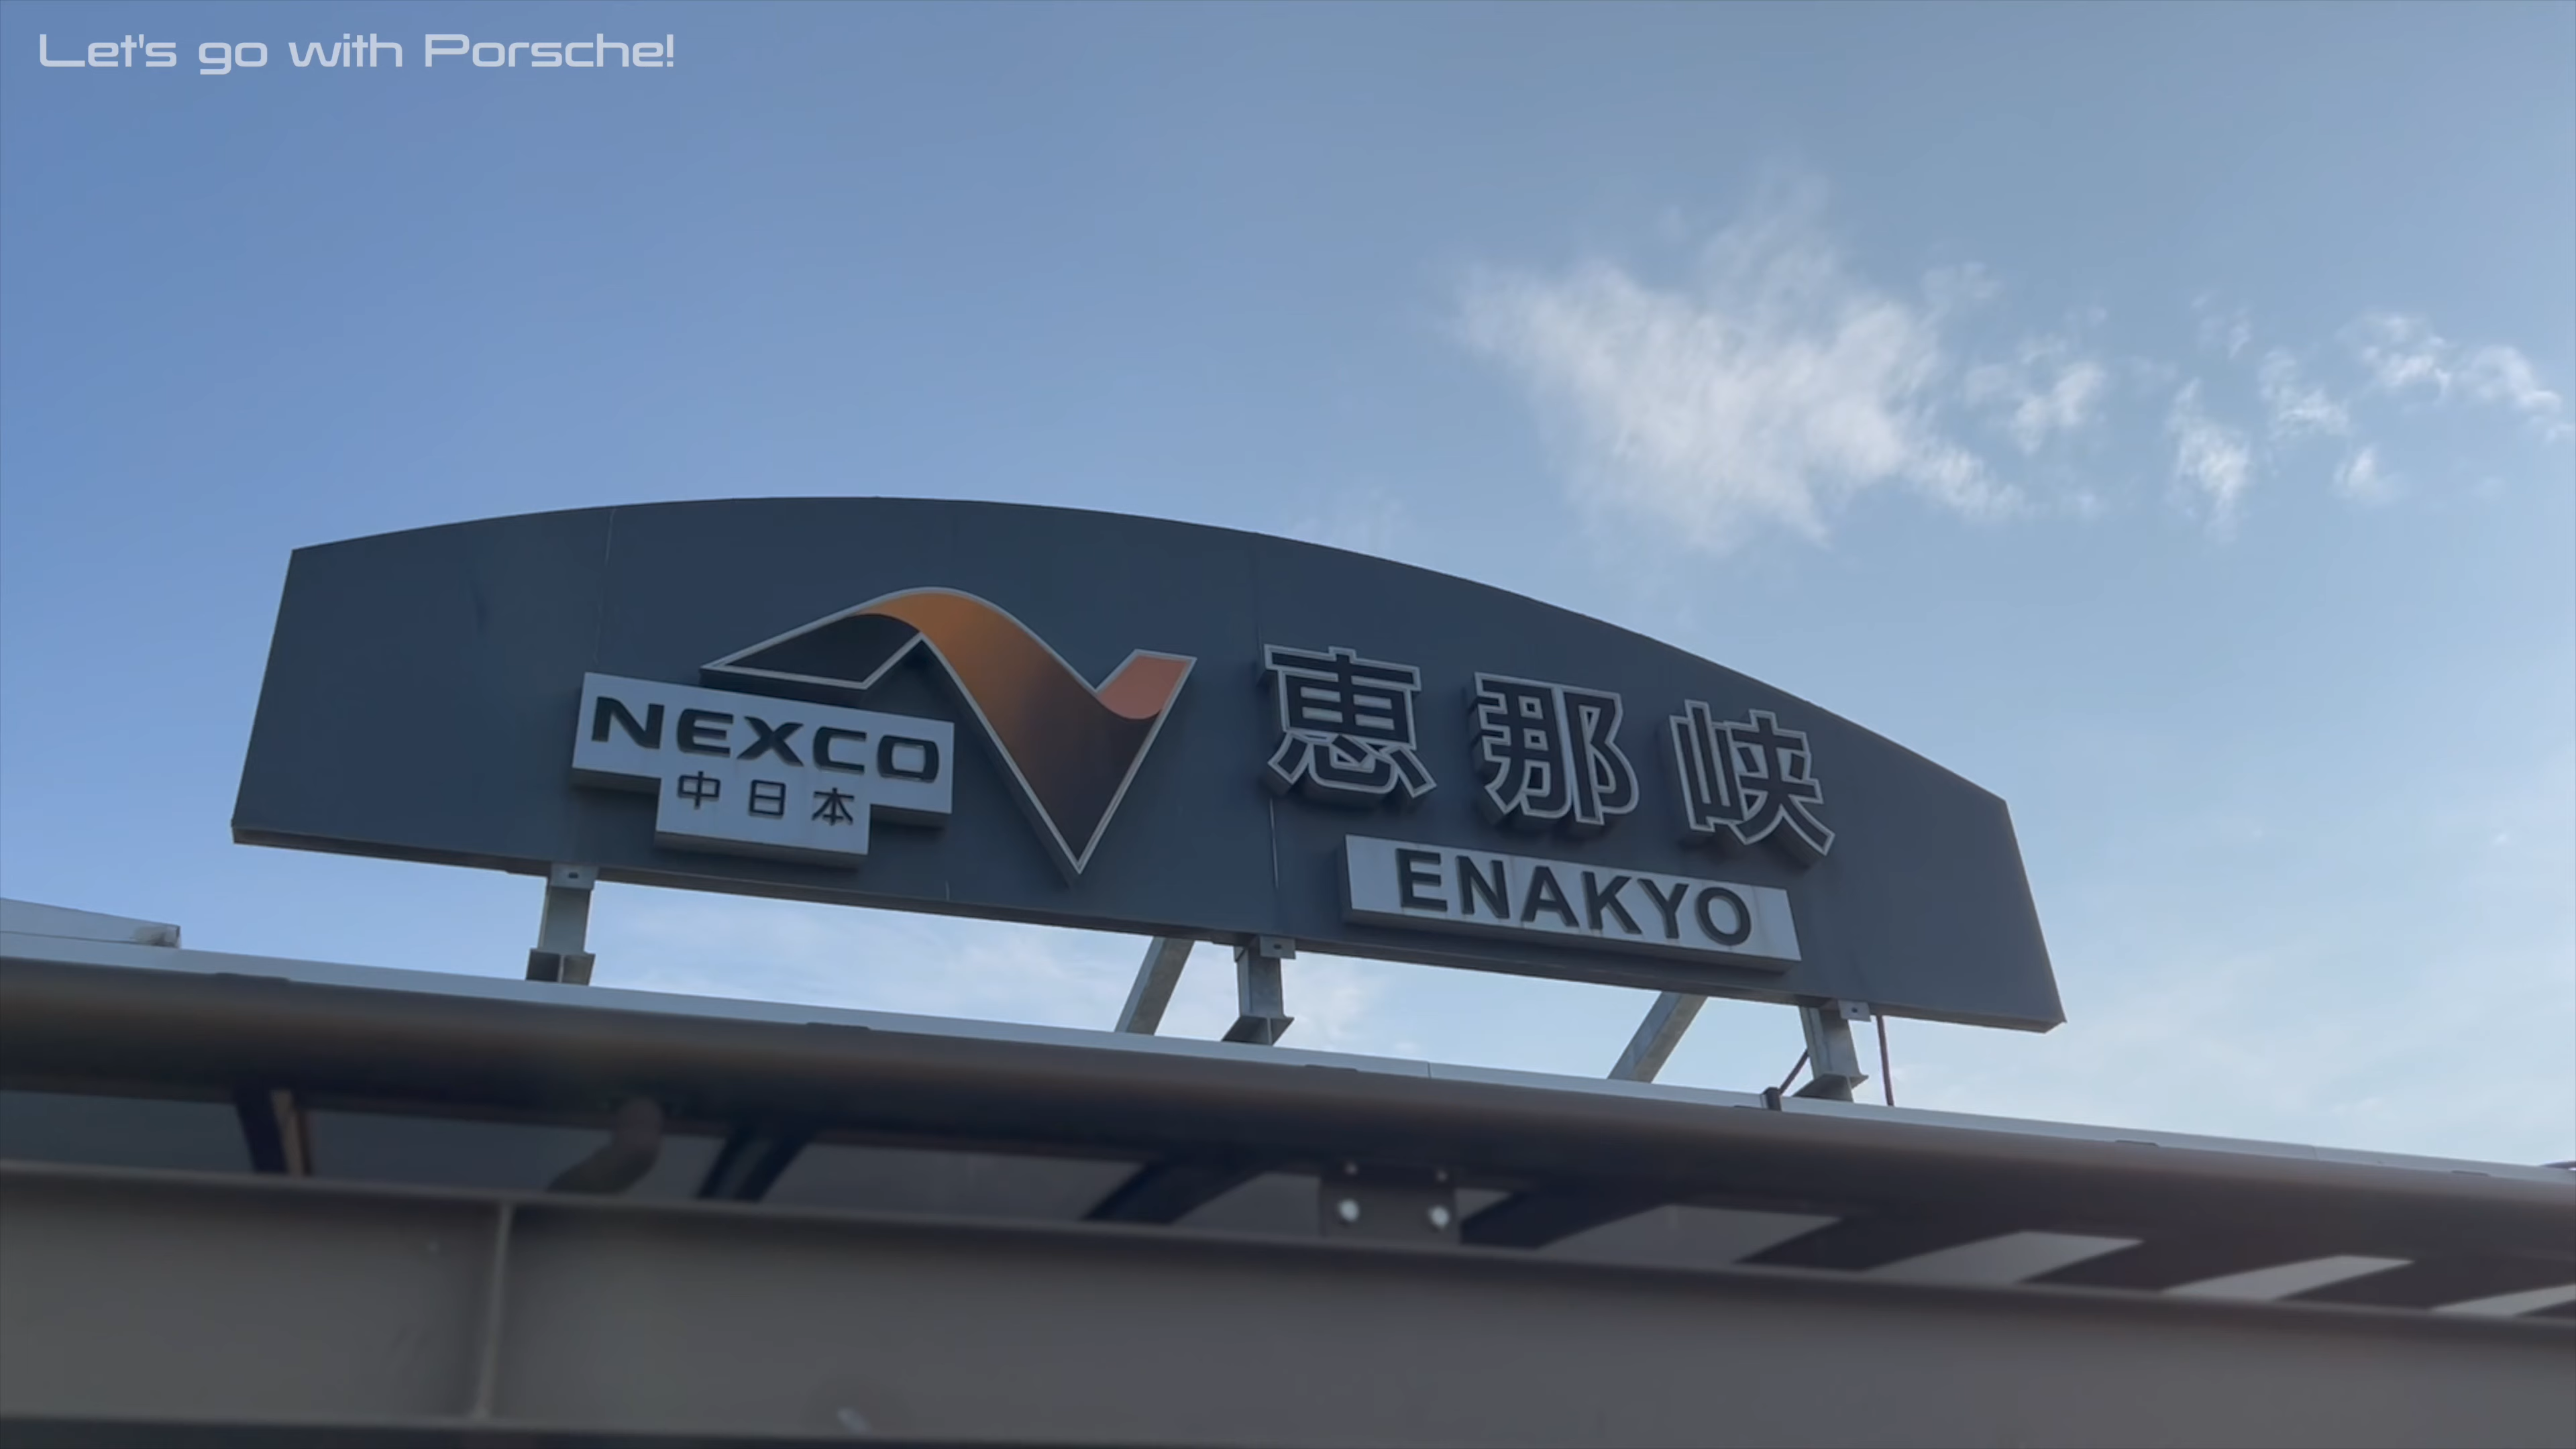 Let's go with Porsche!
NEXCO
中日本
恵那峡
ENAKYO